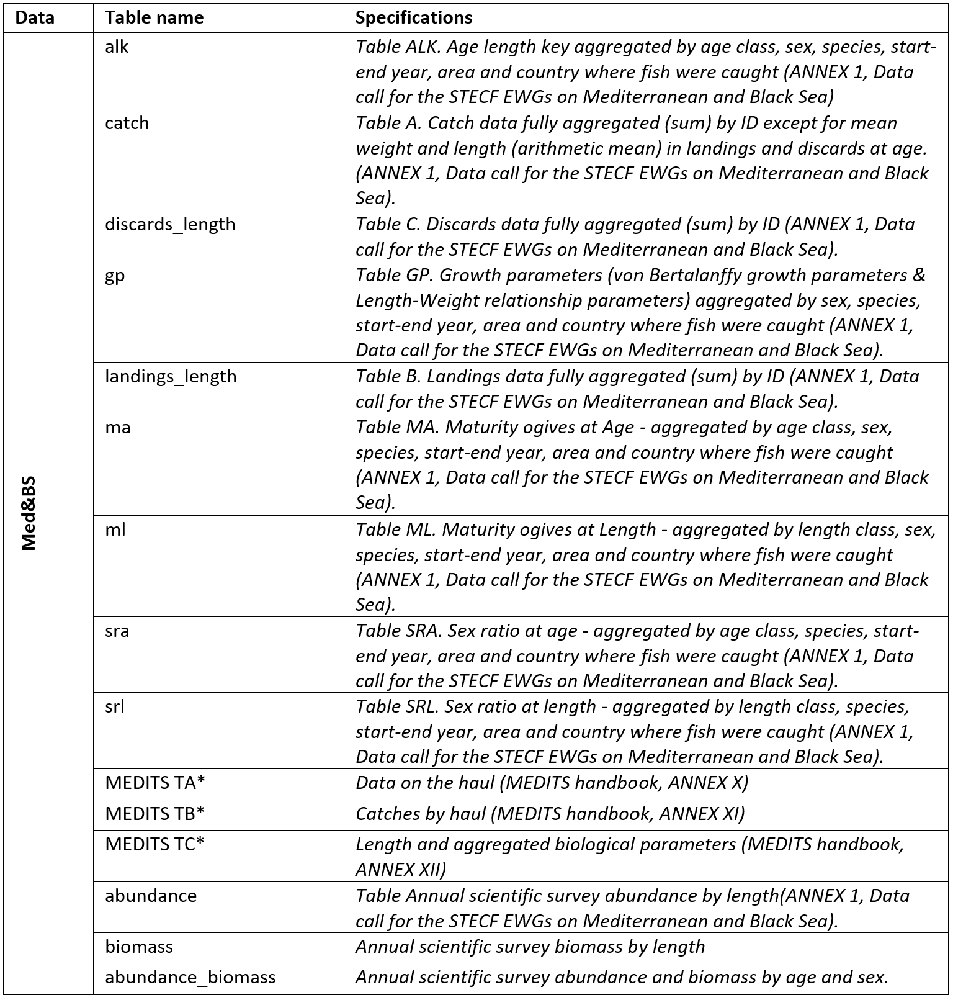 Data Table name Specifications
Med&BS
alk
Table ALK. Age length key aggregated by age class, sex, species, start-
end year, area and country where fish were caught (ANNEX 1, Data
call for the STECF EWGs on Mediterranean and Black Sea)
catch
Table A. Catch data fully aggregated (sum) by ID except for mean
weight and length (arithmetic mean) in landings and discards at age.
(ANNEX 1, Data call for the STECF EWGs on Mediterranean and Black
Sea).
discards_length
Table C. Discards data fully aggregated (sum) by ID (ANNEX 1, Data
call for the STECF EWGs on Mediterranean and Black Sea).
gp
Table GP. Growth parameters (von Bertalanffy growth parameters &
Length-Weight relationship parameters) aggregated by sex, species,
start-end year, area and country where fish were caught (ANNEX 1,
Data call for the STECF EWGs on Mediterranean and Black Sea).
landings_length
Table B. Landings data fully aggregated (sum) by ID (ANNEX 1, Data
call for the STECF EWGs on Mediterranean and Black Sea).
ma
Table MA. Maturity ogives at Age - aggregated by age class, sex,
species, start-end year, area and country where fish were caught
(ANNEX 1, Data call for the STECF EWGs on Mediterranean and Black
Sea).
ml
Table ML. Maturity ogives at Length - aggregated by length class, sex,
species, start-end year, area and country where fish were caught
(ANNEX 1, Data call for the STECF EWGs on Mediterranean and Black
Sea).
sra
Table SRA. Sex ratio at age - aggregated by age class, species, start-
end year, area and country where fish were caught (ANNEX 1, Data
call for the STECF EWGs on Mediterranean and Black Sea).
srl
Table SRL. Sex ratio at length - aggregated by length class, species,
start-end year, area and country where fish were caught (ANNEX 1,
Data call for the STECF EWGs on Mediterranean and Black Sea).
MEDITS TA*
Data on the haul (MEDITS handbook, ANNEX X)
MEDITS TB*
Catches by haul (MEDITS handbook, ANNEX XI)
MEDITS TC*
Length and aggregated biological parameters (MEDITS handbook,
ANNEX XII)
abundance
Table Annual scientific survey abundance by length(ANNEX 1, Data
call for the STECF EWGs on Mediterranean and Black Sea).
biomass
Annual scientific survey biomass by length
abundance_biomass
Annual scientific survey abundance and biomass by age and sex.